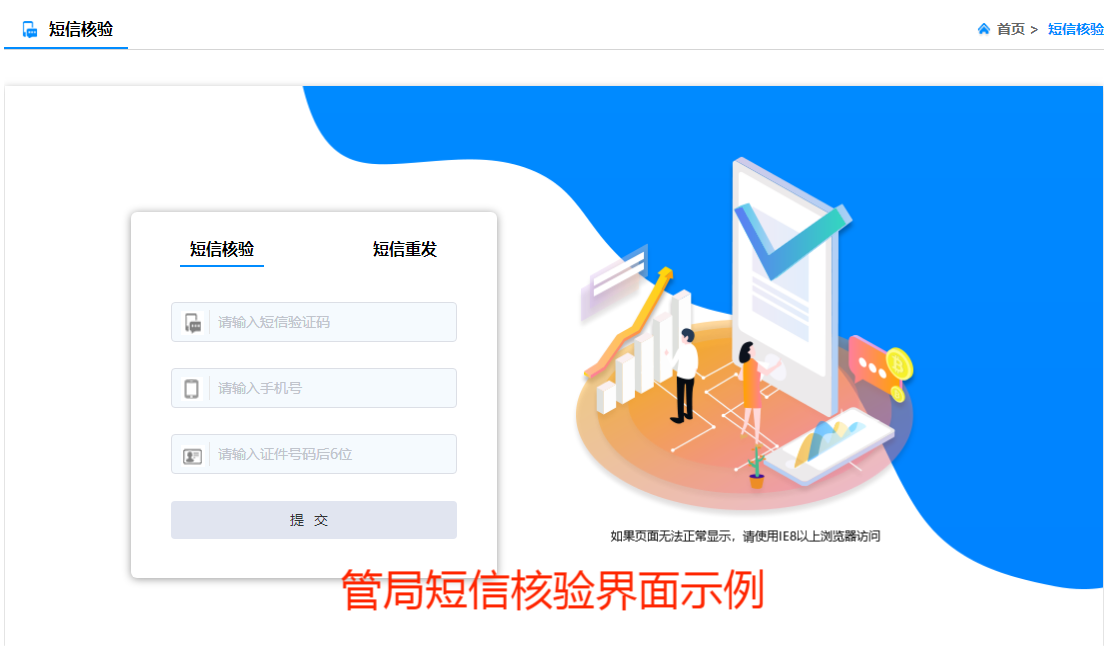 短信核验
首页 > 短信核验
短信核验
短信重发
请输入短信验证码
请输入手机号
请输入证件号码后6位
提 交
如果页面无法正常显示，请使用IE8以上浏览器访问
管局短信核验界面示例